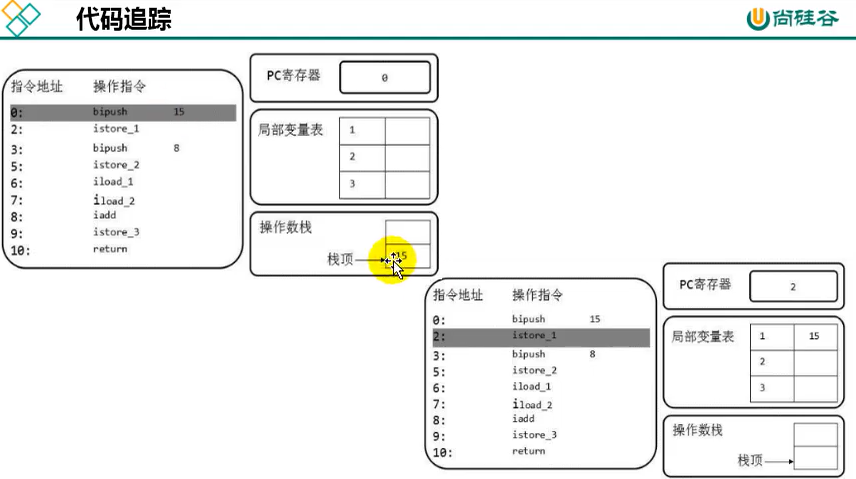 代码追踪
尚硅谷
指令地址 操作指令
0: bipush 15
2: istore_1
3: bipush 8
5: istore_2
6: iload_1
7: iload_2
8: iadd
9: istore_3
10: return
PC寄存器 0
局部变量表
1
2
3
操作数栈
栈顶 15
指令地址 操作指令
0: bipush 15
2: istore_1
3: bipush 8
5: istore_2
6: iload_1
7: iload_2
8: iadd
9: istore_3
10: return
PC寄存器 2
局部变量表
1 15
2
3
操作数栈
栈顶